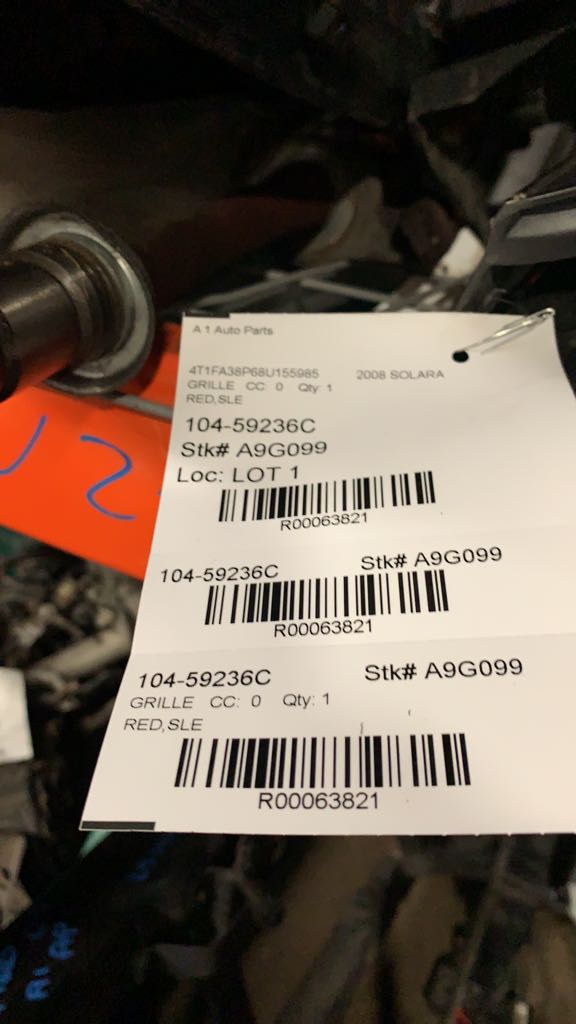 A 1 Auto Parts
4T1FA38P68U155985 2008 SOLARA
GRILLE CC: 0 Qty: 1
RED,SLE
104-59236C
Stk# A9G099
Loc: LOT 1
R00063821
104-59236C Stk# A9G099
R00063821
104-59236C Stk# A9G099
GRILLE CC: 0 Qty: 1
RED,SLE
R00063821